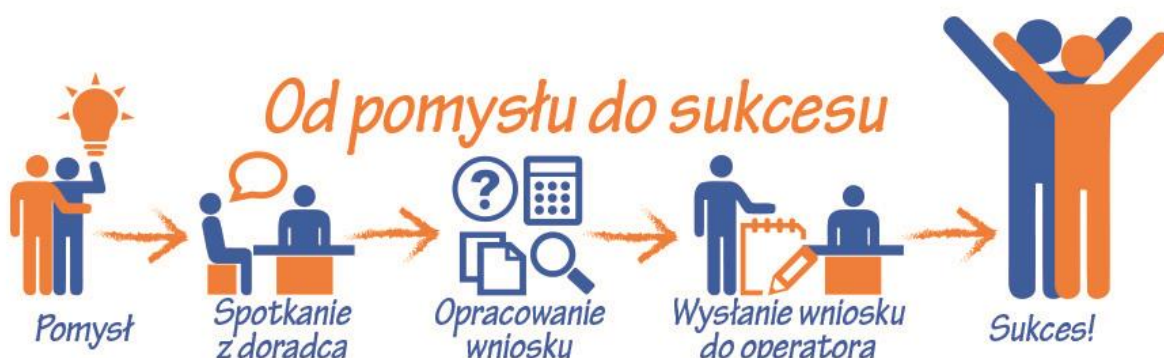 Od pomysłu do sukcesu
?
Pomysł
Spotkanie
z doradcą
Opracowanie
wniosku
Wysłanie wniosku
do operatora
Sukces!